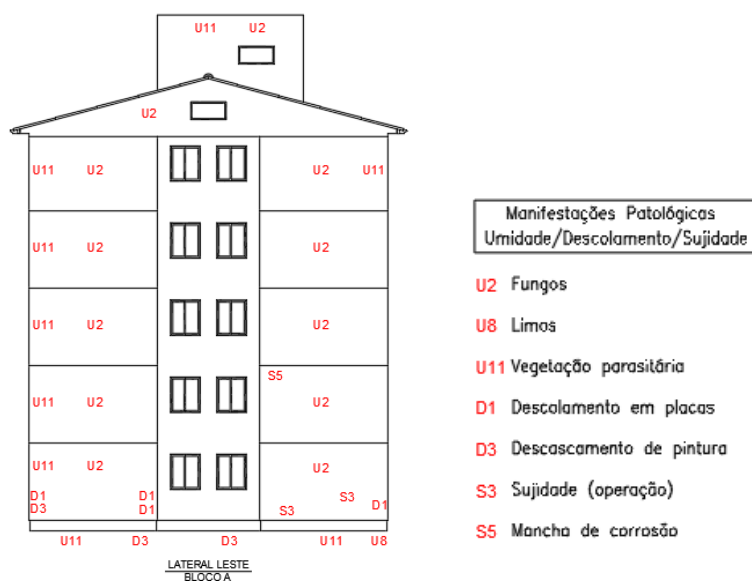 U11 U2
U2
U11 U2 U2 U11
U11 U2 U2
U11 U2 U2
S5
U11 U2 U2
U11 U2 U2
D1 D1 S3
D3 D1 S3 D1
U11 D3 D3 U11 U8
LATERAL LESTE
BLOCO A
Manifestações Patológicas
Umidade/Descolamento/Sujidade
U2 Fungos
U8 Limos
U11 Vegetação parasitária
D1 Descolamento em placas
D3 Descascamento de pintura
S3 Sujidade (operação)
S5 Mancha de corrosão